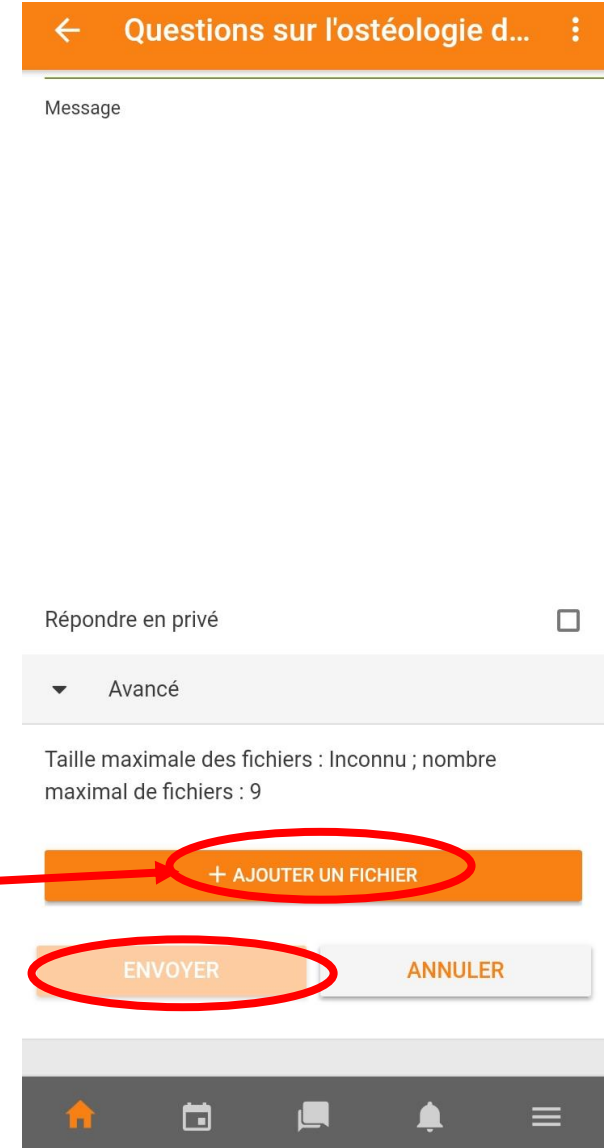 Questions sur l'ostéologie d...
Message
Répondre en privé
Avancé
Taille maximale des fichiers : Inconnu ; nombre
maximal de fichiers : 9
+ AJOUTER UN FICHIER
ENVOYER
ANNULER